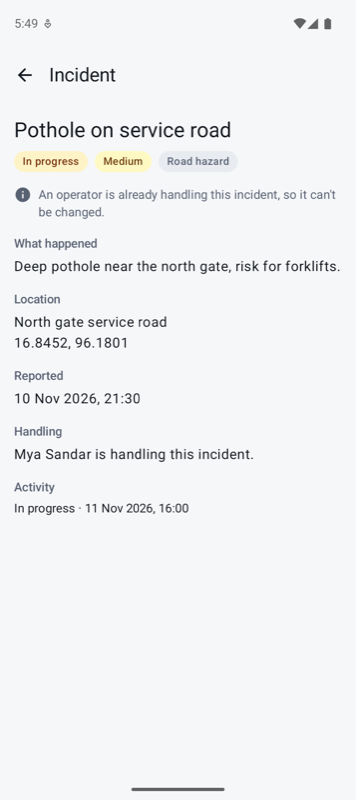 5:49
Incident
Pothole on service road
In progress Medium Road hazard
An operator is already handling this incident, so it can't
be changed.
What happened
Deep pothole near the north gate, risk for forklifts.
Location
North gate service road
16.8452, 96.1801
Reported
10 Nov 2026, 21:30
Handling
Mya Sandar is handling this incident.
Activity
In progress · 11 Nov 2026, 16:00